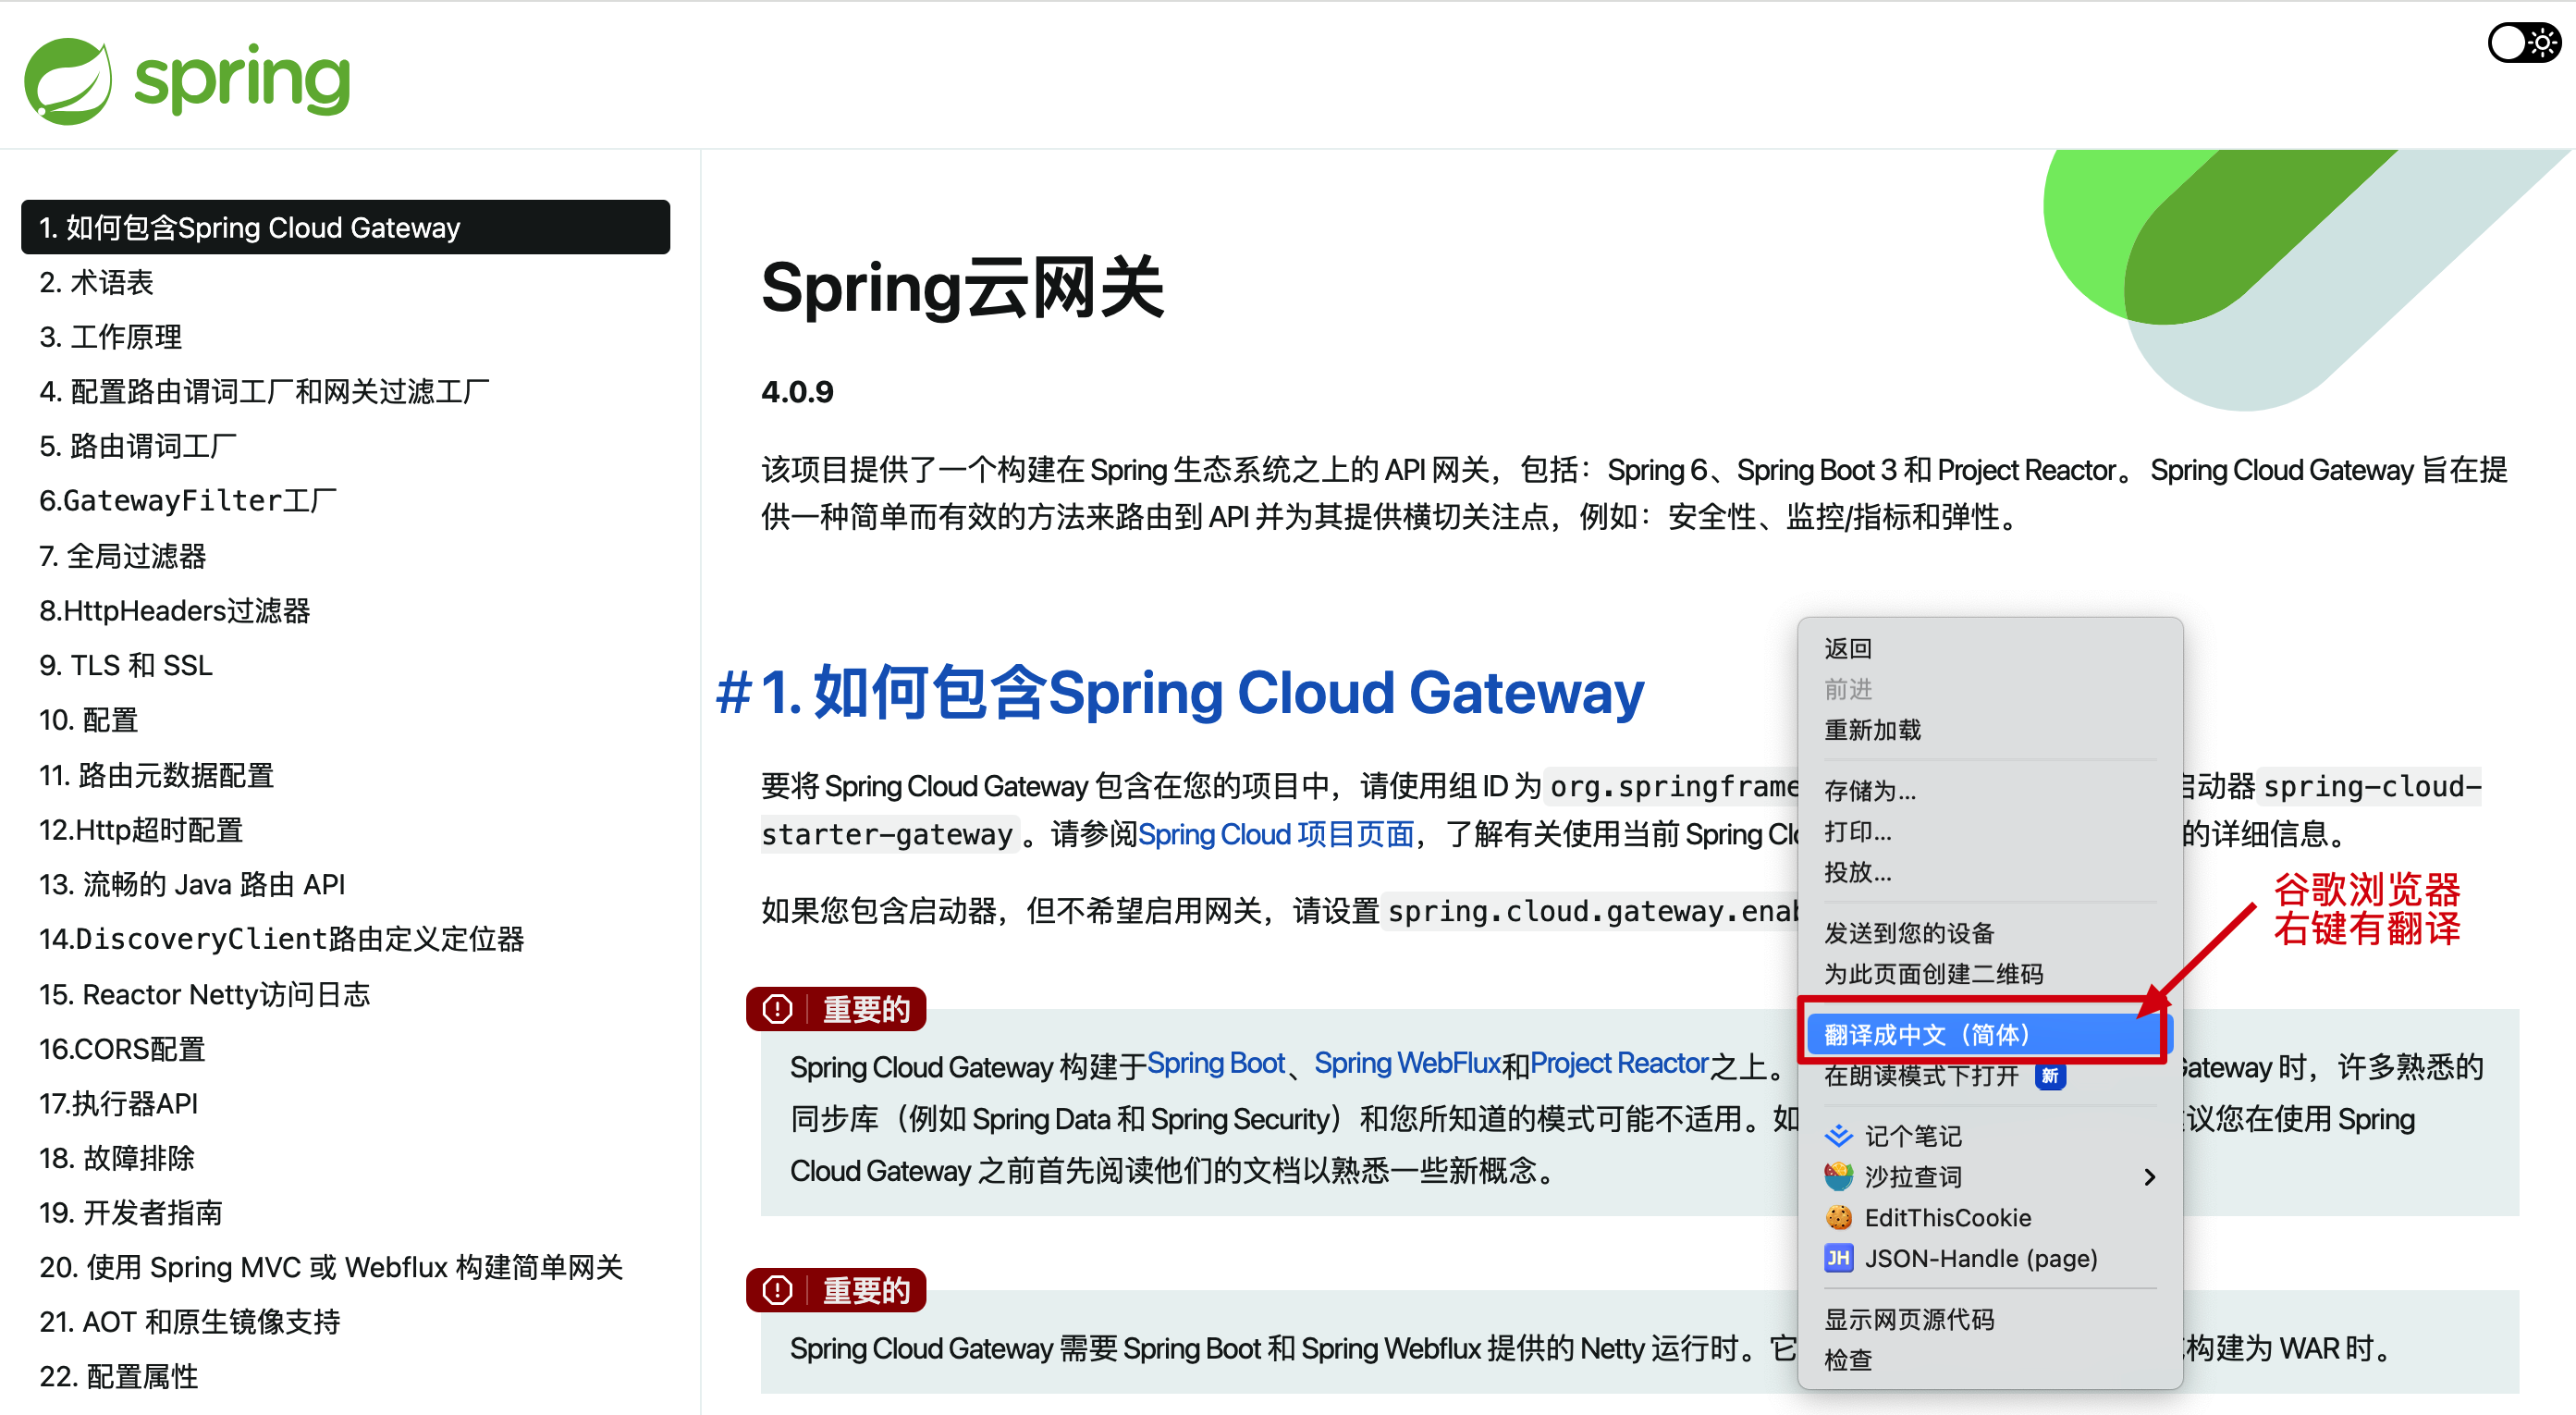 spring
1. 如何包含Spring Cloud Gateway
2. 术语表
3. 工作原理
4. 配置路由谓词工厂和网关过滤工厂
5. 路由谓词工厂
6.GatewayFilter工厂
7. 全局过滤器
8.HttpHeaders过滤器
9. TLS 和 SSL
10. 配置
11. 路由元数据配置
12.Http超时配置
13. 流畅的 Java 路由 API
14.DiscoveryClient路由定义定位器
15. Reactor Netty访问日志
16.CORS配置
17.执行器API
18. 故障排除
19. 开发者指南
20. 使用 Spring MVC 或 Webflux 构建简单网关
21. AOT 和原生镜像支持
22. 配置属性
Spring云网关
4.0.9
该项目提供了一个构建在 Spring 生态系统之上的 API 网关，包括：Spring 6、Spring Boot 3 和 Project Reactor。 Spring Cloud Gateway 旨在提
供一种简单而有效的方法来路由到 API 并为其提供横切关注点，例如：安全性、监控/指标和弹性。
# 1. 如何包含Spring Cloud Gateway
要将 Spring Cloud Gateway 包含在您的项目中，请使用组 ID 为 org.springframe 启动器 spring-cloud-
starter-gateway 。请参阅Spring Cloud 项目页面，了解有关使用当前 Spring Clo 的详细信息。
如果您包含启动器，但不希望启用网关，请设置 spring.cloud.gateway.ena
重要的
Spring Cloud Gateway 构建于Spring Boot、Spring WebFlux和Project Reactor之上。 Gateway 时，许多熟悉的
同步库（例如 Spring Data 和 Spring Security）和您所知道的模式可能不适用。如 议您在使用 Spring
Cloud Gateway 之前首先阅读他们的文档以熟悉一些新概念。
重要的
Spring Cloud Gateway 需要 Spring Boot 和 Spring Webflux 提供的 Netty 运行时。它 构建为 WAR 时。
返回
前进
重新加载
存储为...
打印...
投放...
发送到您的设备
为此页面创建二维码
翻译成中文（简体）
在朗读模式下打开 新
记个笔记
沙拉查词
EditThisCookie
JH JSON-Handle (page)
显示网页源代码
检查
谷歌浏览器
右键有翻译